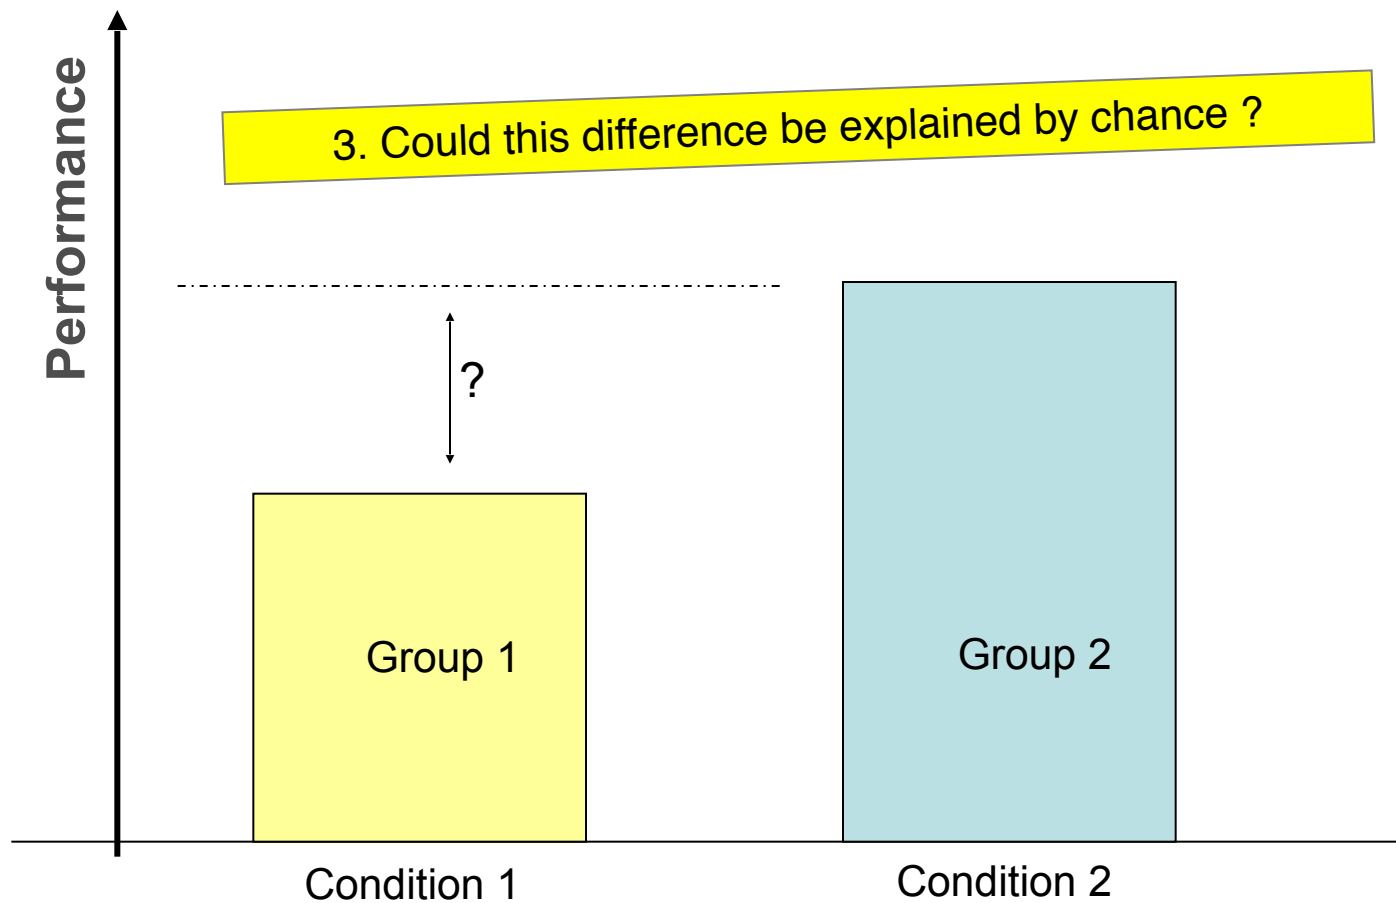 Performance
3. Could this difference be explained by chance ?
?
Group 1
Group 2
Condition 1
Condition 2